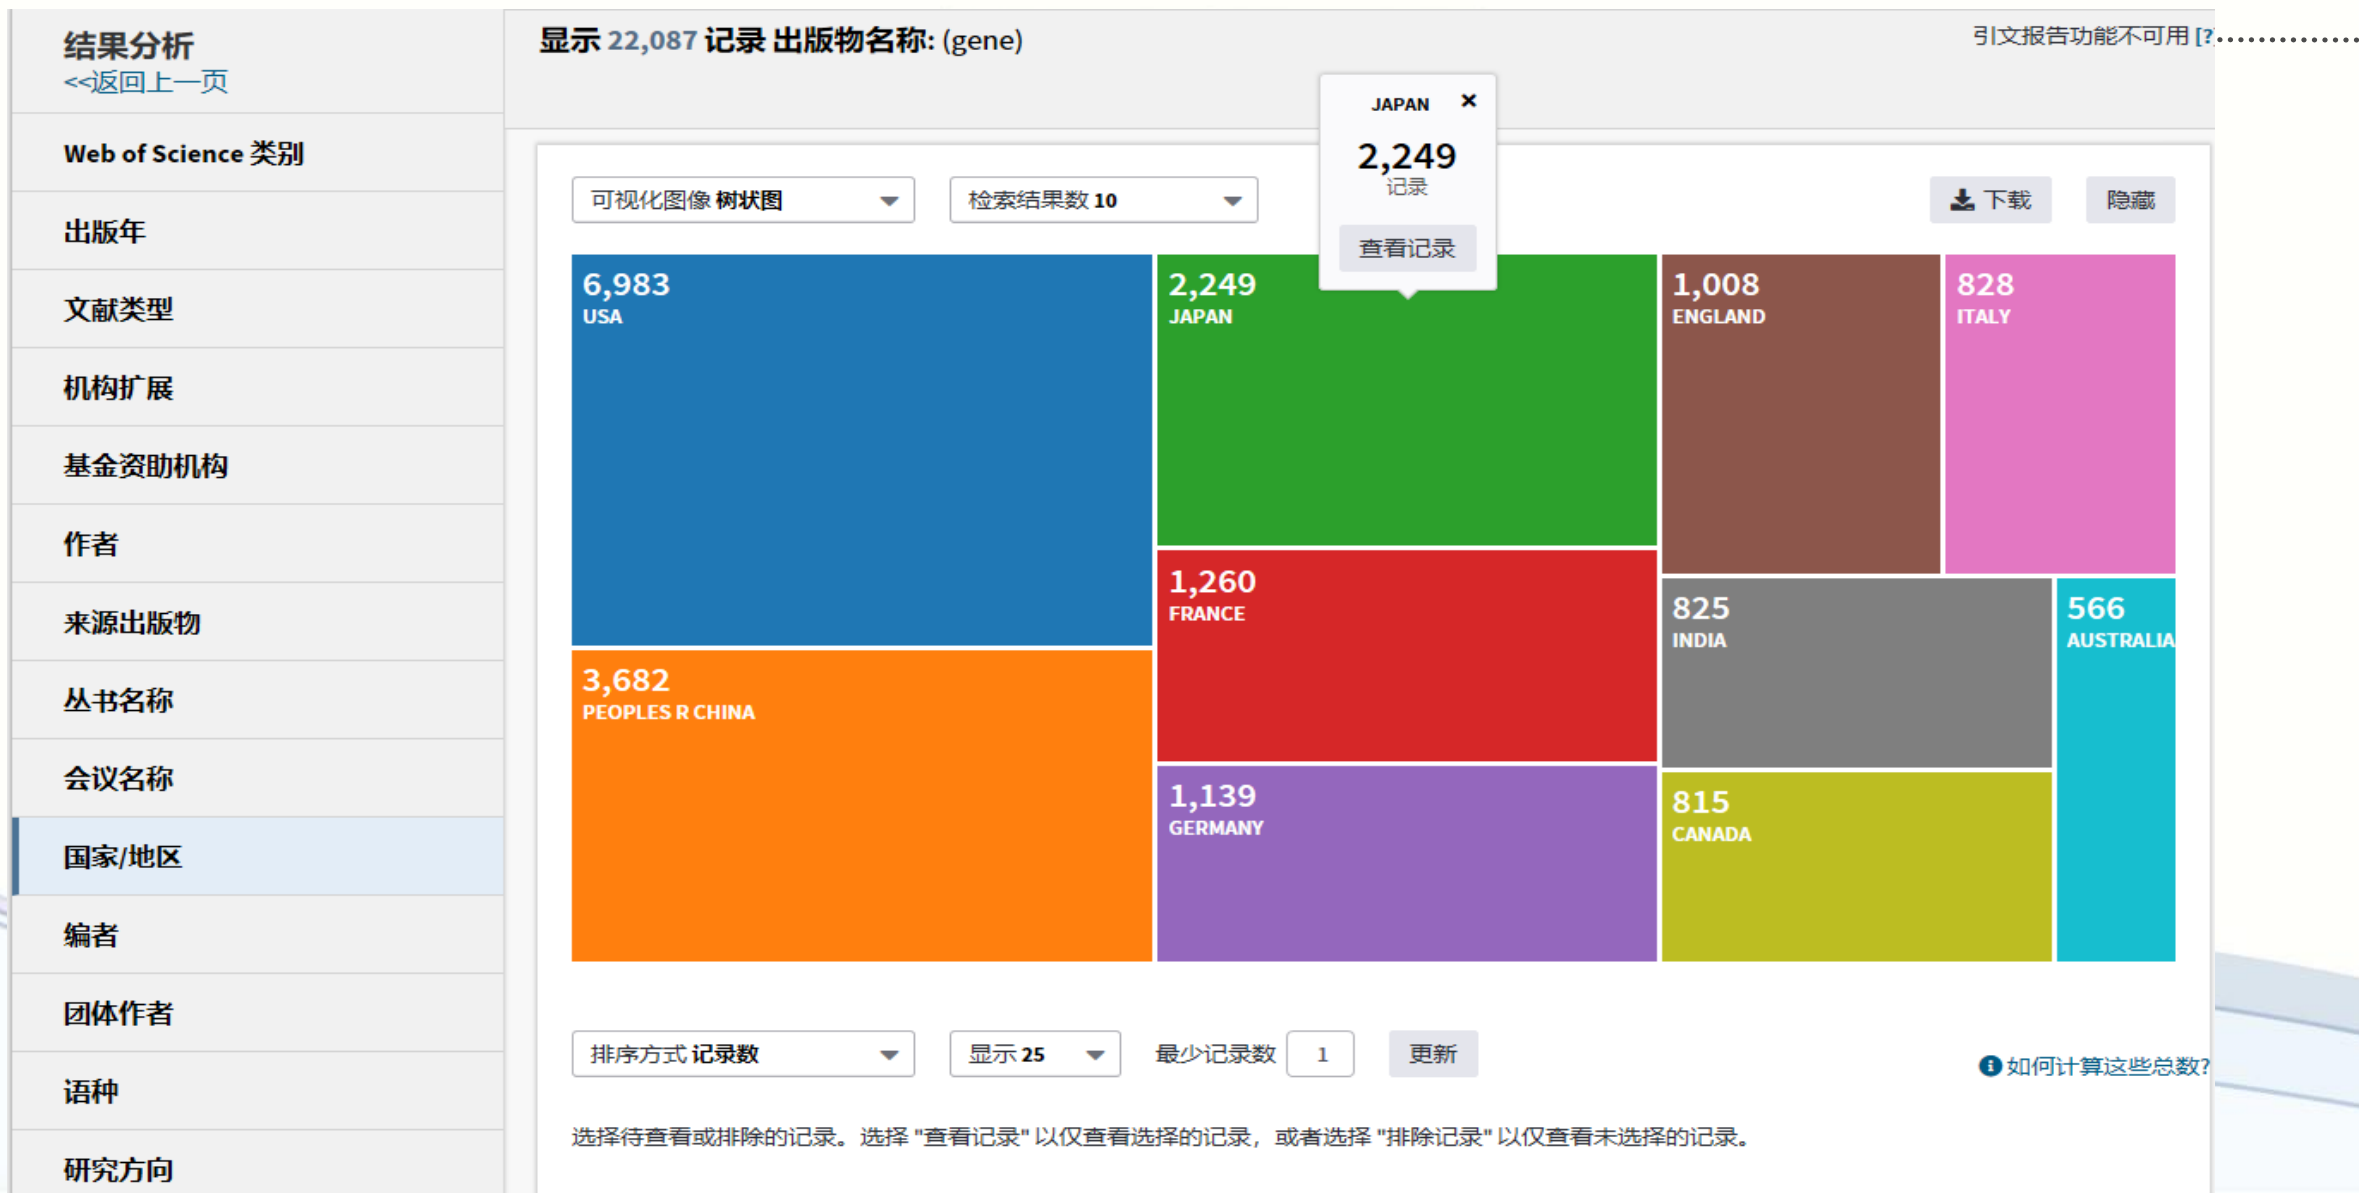 结果分析
<<返回上一页
Web of Science 类别
出版年
文献类型
机构扩展
基金资助机构
作者
来源出版物
丛书名称
会议名称
国家/地区
编者
团体作者
语种
研究方向
显示 22,087 记录 出版物名称: (gene)
引文报告功能不可用 [?]
JAPAN ×
2,249
记录
查看记录
可视化图像 树状图
检索结果数 10
下载
隐藏
6,983
USA
3,682
PEOPLES R CHINA
2,249
JAPAN
1,260
FRANCE
1,139
GERMANY
1,008
ENGLAND
828
ITALY
825
INDIA
815
CANADA
566
AUSTRALIA
排序方式 记录数
显示 25
最少记录数 1
更新
如何计算这些总数?
选择待查看或排除的记录。选择 "查看记录" 以仅查看选择的记录，或者选择 "排除记录" 以仅查看未选择的记录。